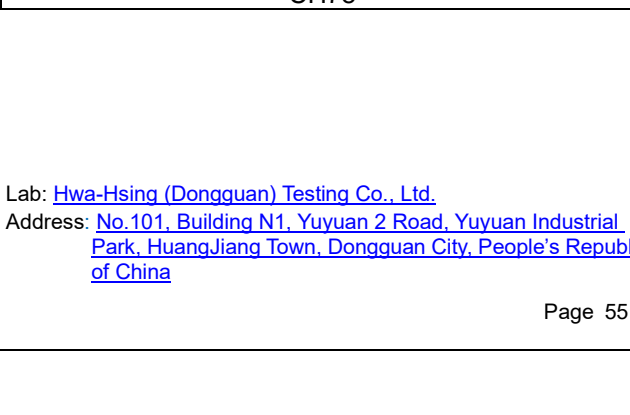 Lab: Hwa-Hsing (Dongguan) Testing Co., Ltd.
Address: No.101, Building N1, Yuyuan 2 Road, Yuyuan Industrial
Park, HuangJiang Town, Dongguan City, People’s Republ
of China
Page 55